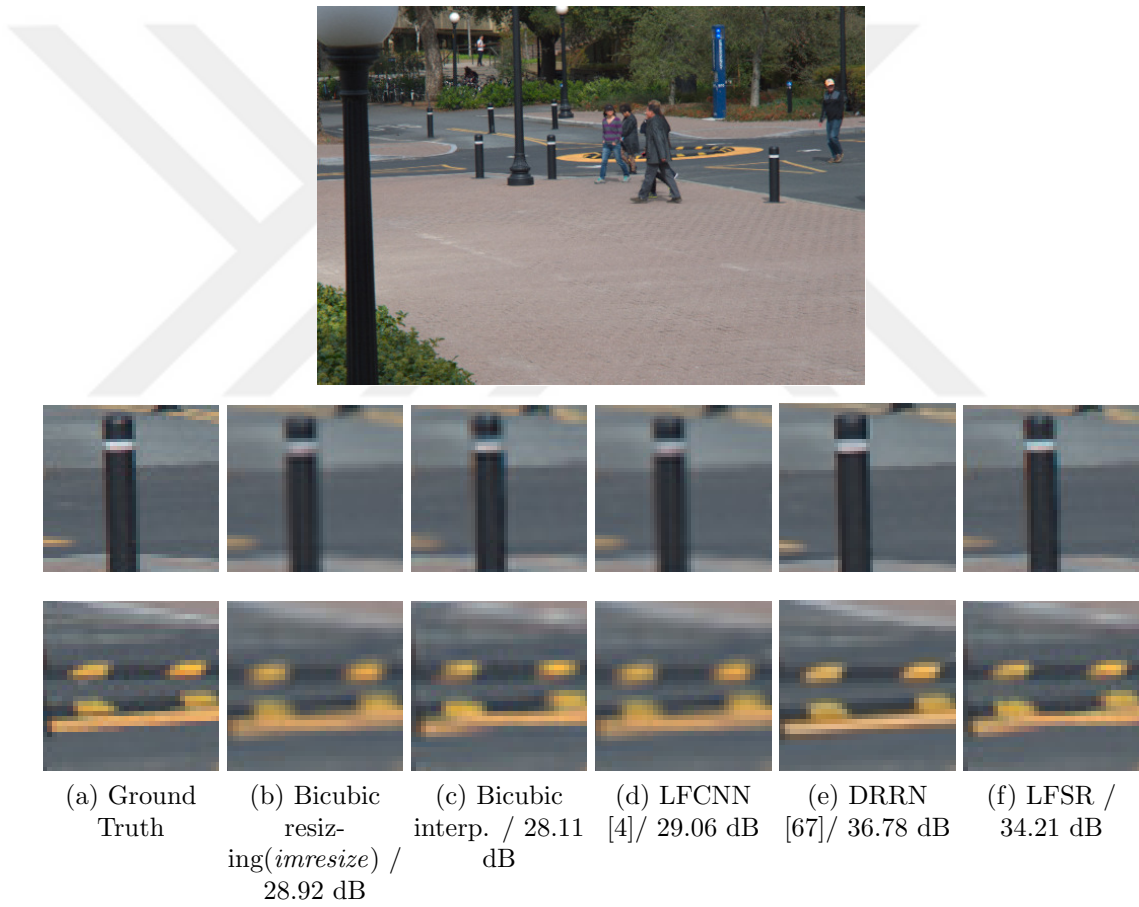 (a) Ground
Truth
(b) Bicubic
resiz-
ing(imresize) /
28.92 dB
(c) Bicubic
interp. / 28.11
dB
(d) LFCNN
[4]/ 29.06 dB
(e) DRRN
[67]/ 36.78 dB
(f) LFSR /
34.21 dB